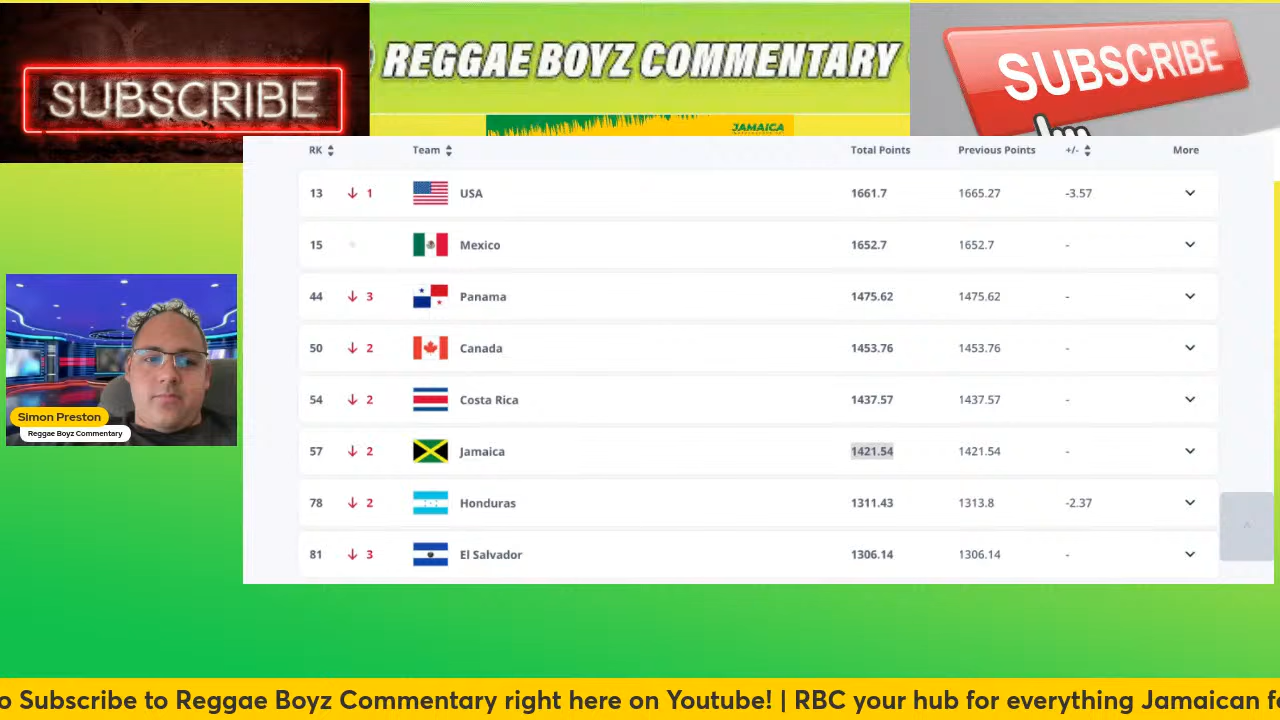 SUBSCRIBE
REGGAE BOYZ COMMENTARY
SUBSCRIBE
JAMAICA
RK Team Total Points Previous Points +/- More
13 1 USA 1661.7 1665.27 -3.57
15 Mexico 1652.7 1652.7 -
44 3 Panama 1475.62 1475.62 -
50 2 Canada 1453.76 1453.76 -
54 2 Costa Rica 1437.57 1437.57 -
57 2 Jamaica 1421.54 1421.54 -
78 2 Honduras 1311.43 1313.8 -2.37
81 3 El Salvador 1306.14 1306.14 -
Simon Preston
Reggae Boyz Commentary
o Subscribe to Reggae Boyz Commentary right here on Youtube! | RBC your hub for everything Jamaican fo